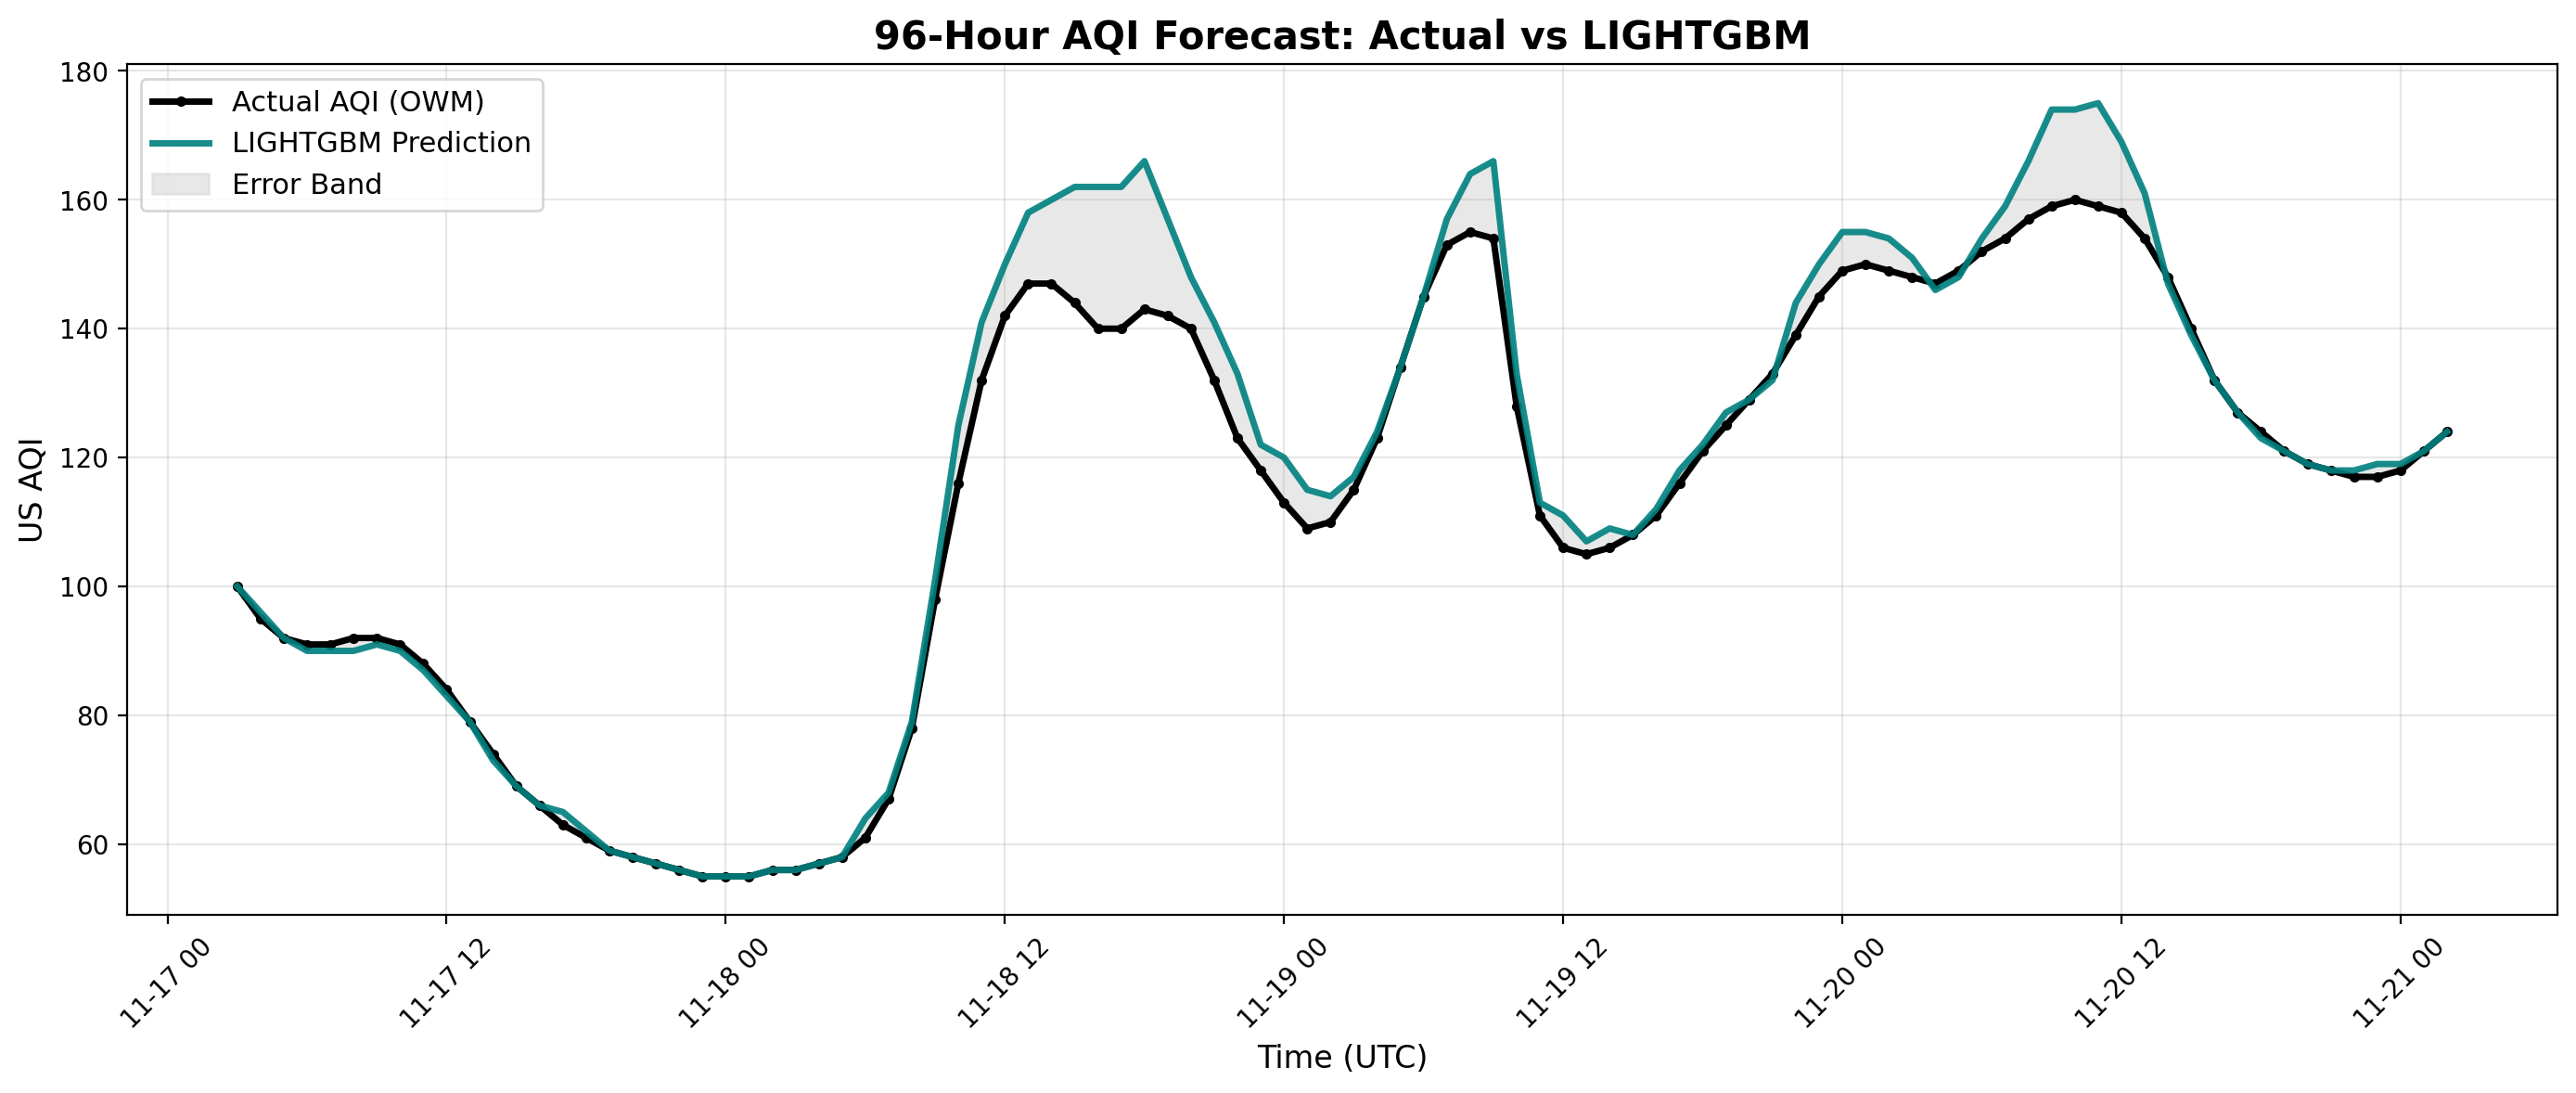 96-Hour AQI Forecast: Actual vs LIGHTGBM
Actual AQI (OWM)
LIGHTGBM Prediction
Error Band
US AQI
180
160
140
120
100
80
60
11-17 00
11-17 12
11-18 00
11-18 12
11-19 00
11-19 12
11-20 00
11-20 12
11-21 00
Time (UTC)